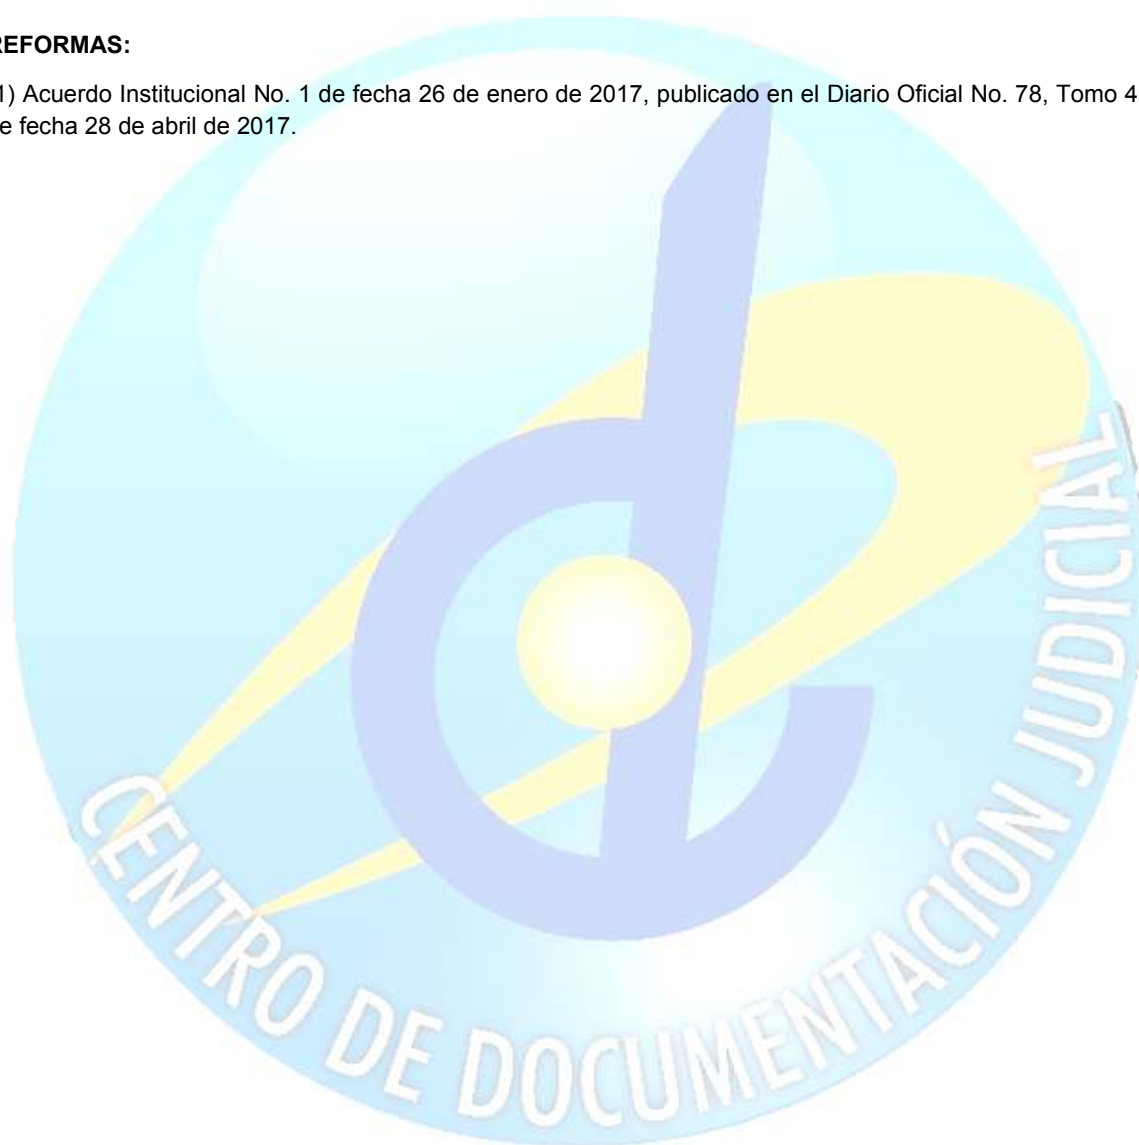 REFORMAS:
1) Acuerdo Institucional No. 1 de fecha 26 de enero de 2017, publicado en el Diario Oficial No. 78, Tomo 4
e fecha 28 de abril de 2017.
CENTRO DE DOCUMENTACIÓN JUDICIAL